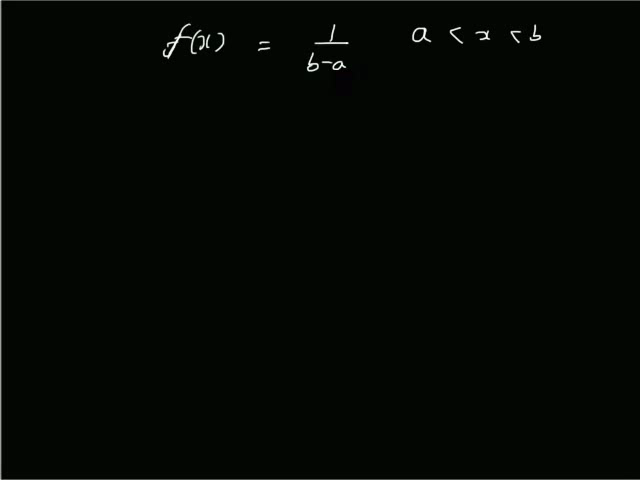 f(x) = 1/(b-a) a < x < b